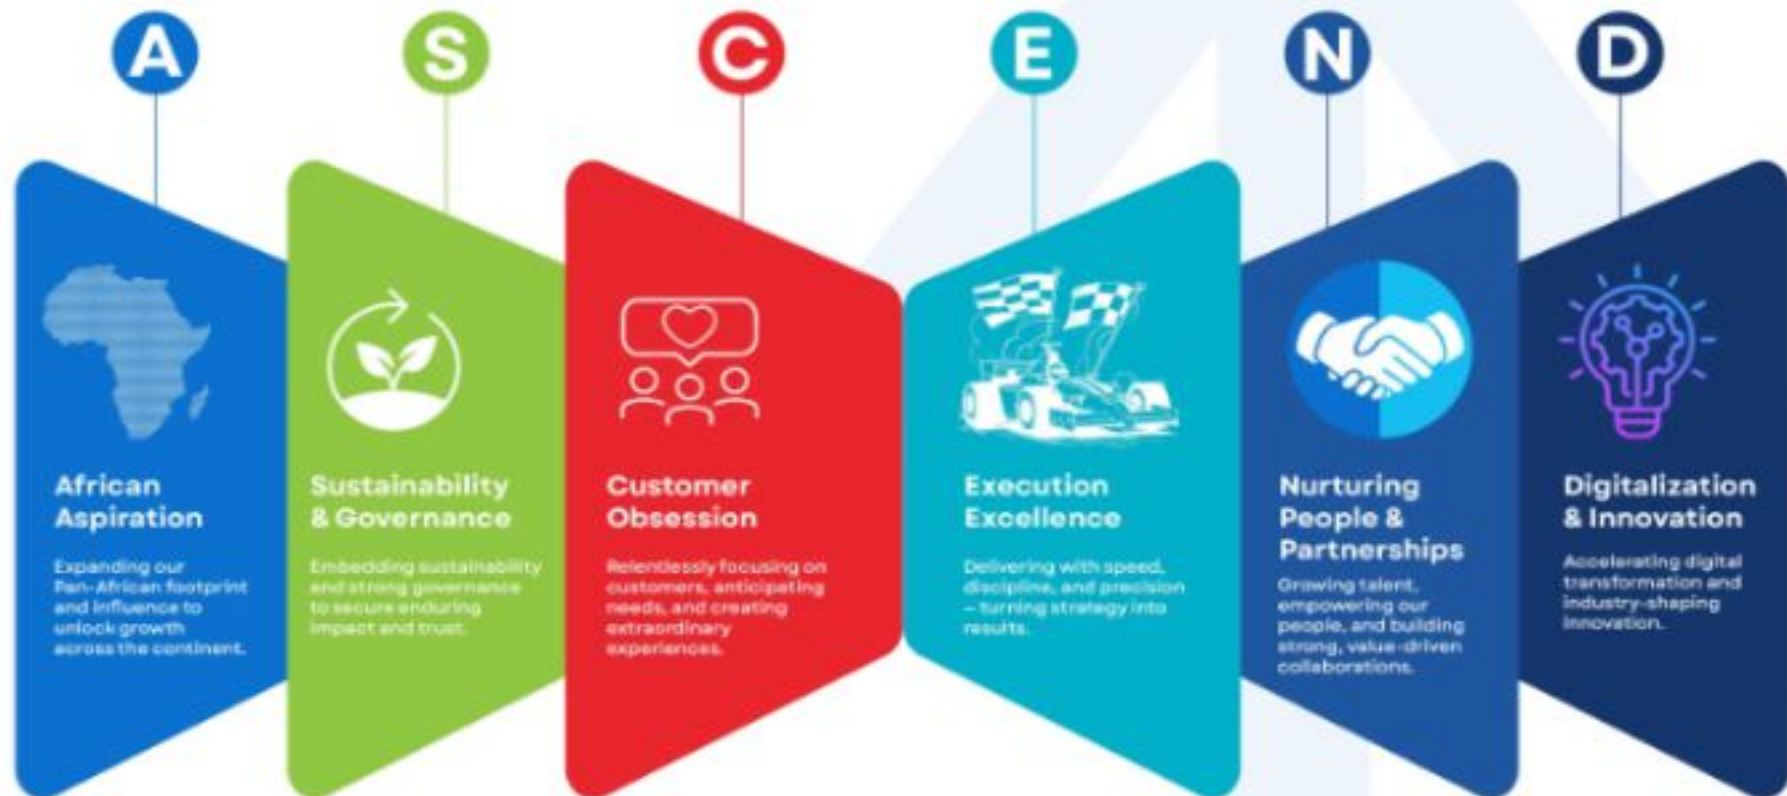 A
S
C
E
N
D
African
Aspiration
Expanding our
Pan-African footprint
and influence to
unlock growth
across the continent.
Sustainability
& Governance
Embedding sustainability
and strong governance
to secure enduring
impact and trust.
Customer
Obsession
Relentlessly focusing on
customers, anticipating
needs, and creating
extraordinary
experiences.
Execution
Excellence
Delivering with speed,
discipline, and precision
– turning strategy into
results.
Nurturing
People &
Partnerships
Growing talent,
empowering our
people, and building
strong, value-driven
collaborations.
Digitalization
& Innovation
Accelerating digital
transformation and
industry-shaping
innovation.